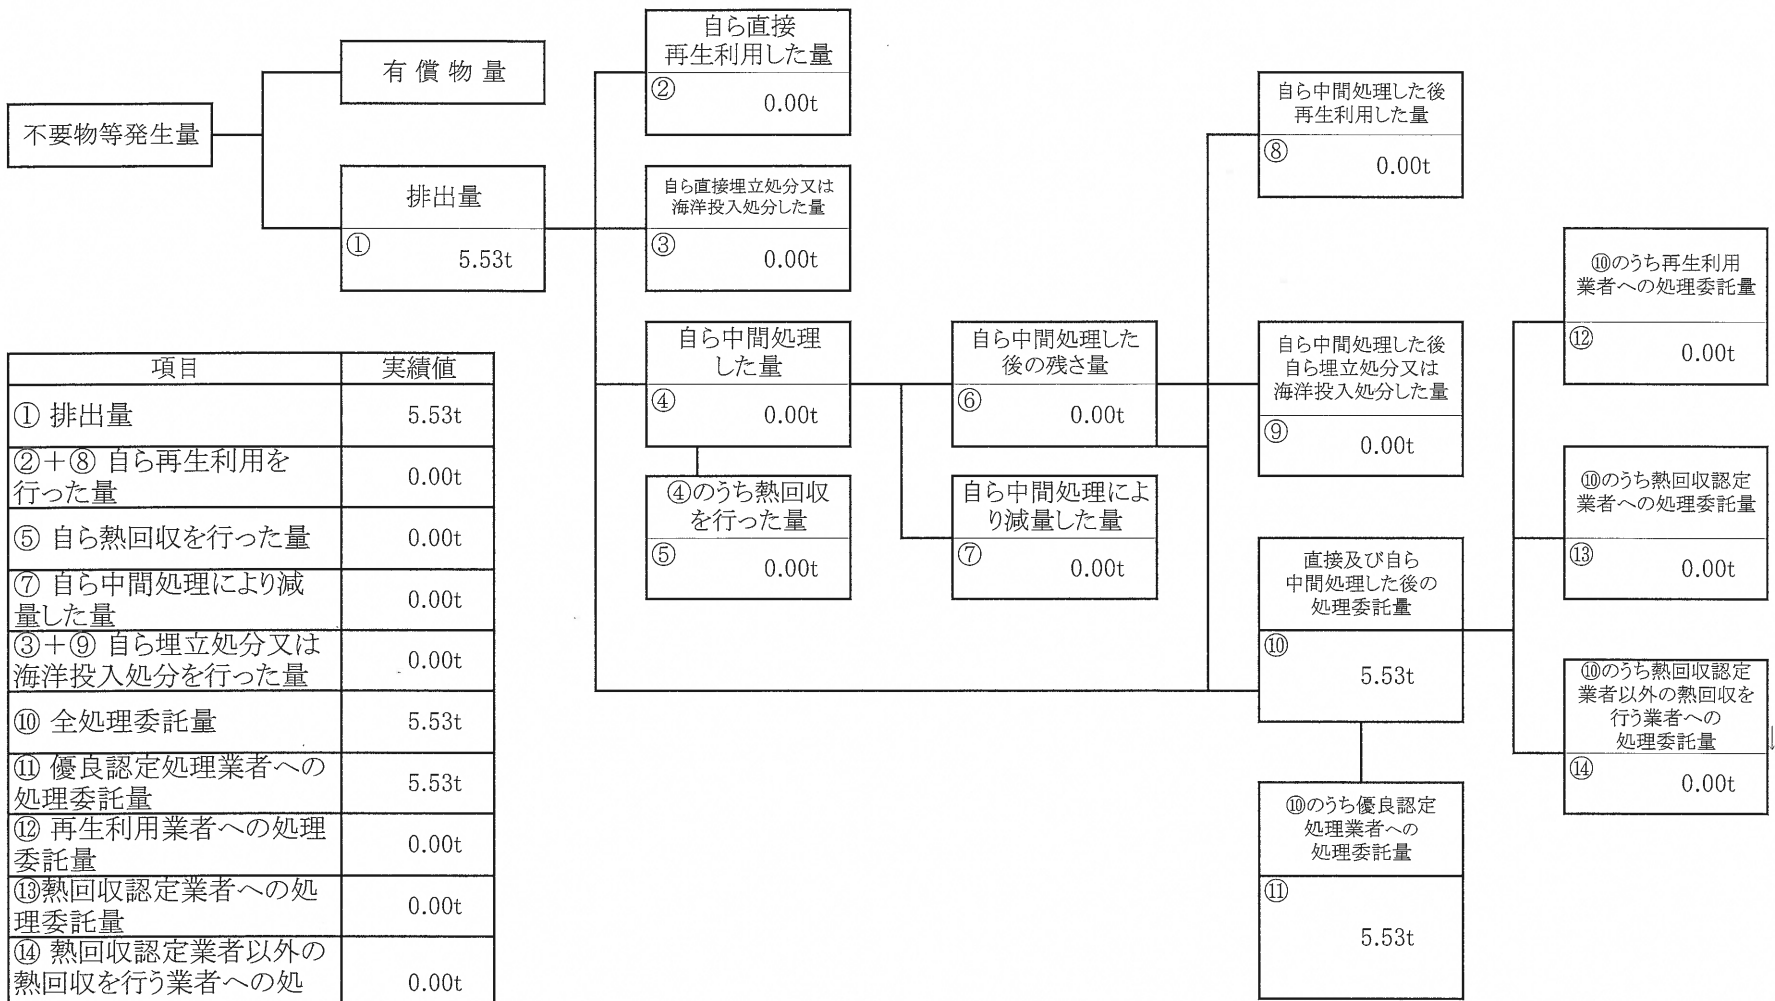 不要物等発生量
有償物量
排出量
①
5.53t
自ら直接
再生利用した量
②
0.00t
自ら直接埋立処分又は
海洋投入処分した量
③
0.00t
自ら中間処理
した量
④
0.00t
④のうち熱回収
を行った量
⑤
0.00t
自ら中間処理した
後の残さ量
⑥
0.00t
自ら中間処理によ
り減量した量
⑦
0.00t
自ら中間処理した後
再生利用した量
⑧
0.00t
自ら中間処理した後
自ら埋立処分又は
海洋投入処分した量
⑨
0.00t
直接及び自ら
中間処理した後の
処理委託量
⑩
5.53t
⑩のうち優良認定
処理業者への
処理委託量
⑪
5.53t
⑩のうち再生利用
業者への処理委託量
⑫
0.00t
⑩のうち熱回収認定
業者への処理委託量
⑬
0.00t
⑩のうち熱回収認定
業者以外の熱回収を
行う業者への
処理委託量
⑭
0.00t
項目 実績値
① 排出量 5.53t
②+⑧ 自ら再生利用を
行った量 0.00t
⑤ 自ら熱回収を行った量 0.00t
⑦ 自ら中間処理により減
量した量 0.00t
③+⑨ 自ら埋立処分又は
海洋投入処分を行った量 0.00t
⑩ 全処理委託量 5.53t
⑪ 優良認定処理業者への
処理委託量 5.53t
⑫ 再生利用業者への処理
委託量 0.00t
⑬熱回収認定業者への処
理委託量 0.00t
⑭ 熱回収認定業者以外の
熱回収を行う業者への処 0.00t